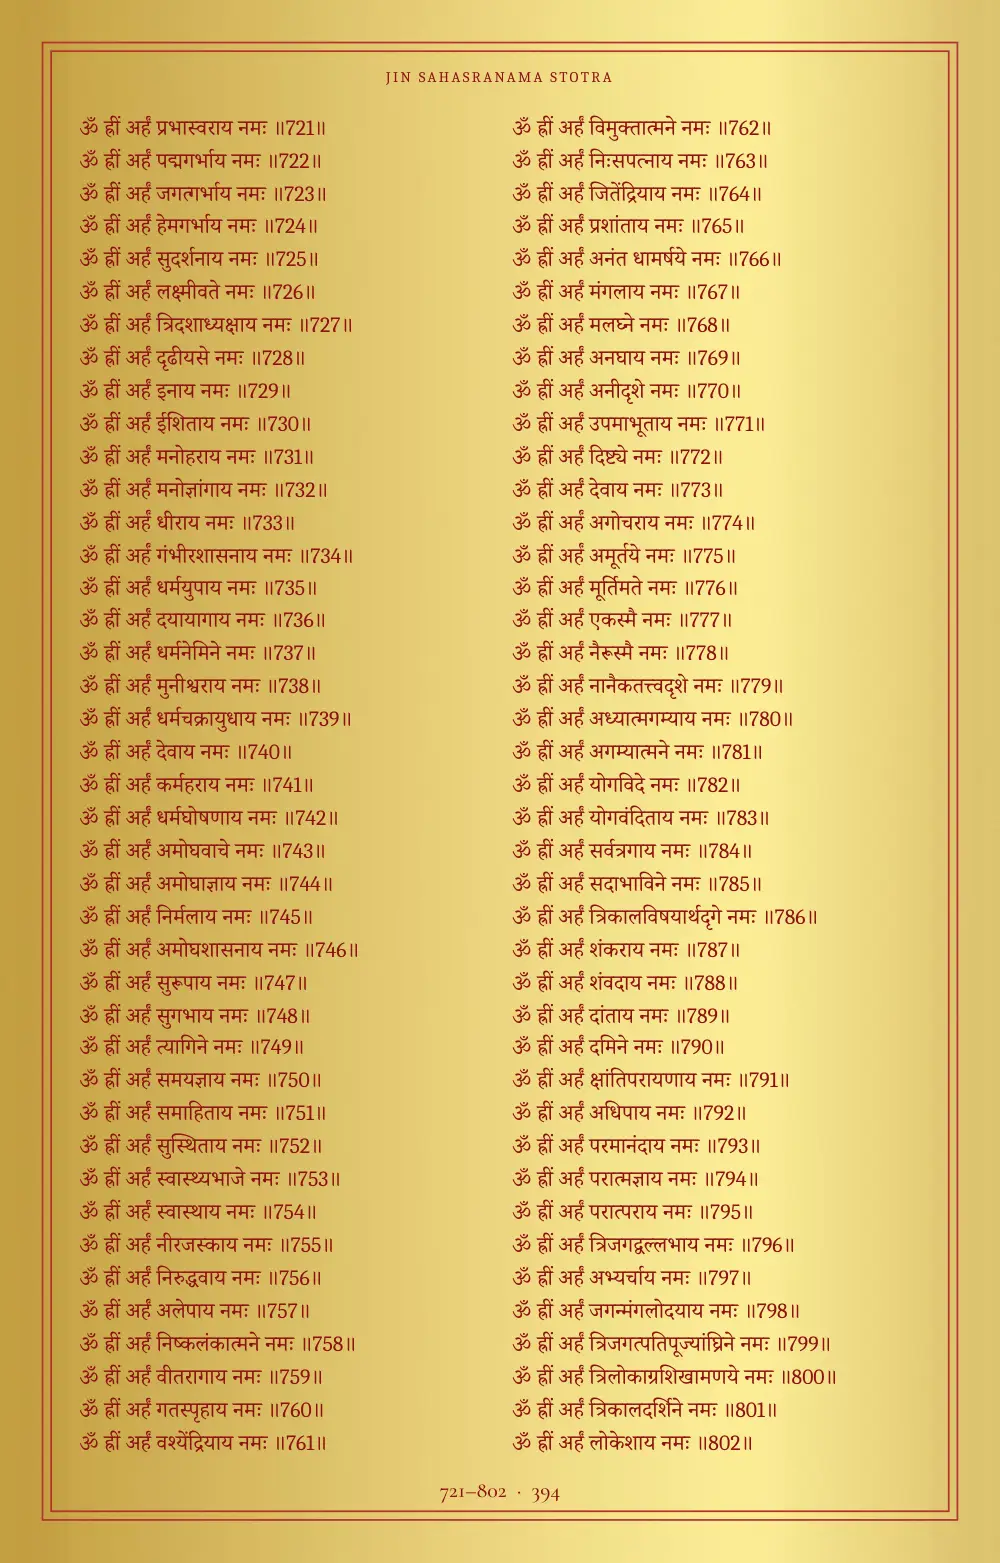 JIN SAHASRANAMA STOTRA
ॐ ह्रीं अर्हं प्रभास्वराय नमः ॥721॥
ॐ ह्रीं अर्हं पद्मगर्भाय नमः ॥722॥
ॐ ह्रीं अर्हं जगत्गर्भाय नमः ॥723॥
ॐ ह्रीं अर्हं हेमगर्भाय नमः ॥724॥
ॐ ह्रीं अर्हं सुदर्शनाय नमः ॥725॥
ॐ ह्रीं अर्हं लक्ष्मीवते नमः ॥726॥
ॐ ह्रीं अर्हं त्रिदशाध्यक्षाय नमः ॥727॥
ॐ ह्रीं अर्हं दृढीयसे नमः ॥728॥
ॐ ह्रीं अर्हं इनाय नमः ॥729॥
ॐ ह्रीं अर्हं ईशिताय नमः ॥730॥
ॐ ह्रीं अर्हं मनोहराय नमः ॥731॥
ॐ ह्रीं अर्हं मनोज्ञांगाय नमः ॥732॥
ॐ ह्रीं अर्हं धीराय नमः ॥733॥
ॐ ह्रीं अर्हं गंभीरशासनाय नमः ॥734॥
ॐ ह्रीं अर्हं धर्मयुपाय नमः ॥735॥
ॐ ह्रीं अर्हं दयायागाय नमः ॥736॥
ॐ ह्रीं अर्हं धर्मनेमिने नमः ॥737॥
ॐ ह्रीं अर्हं मुनीश्वराय नमः ॥738॥
ॐ ह्रीं अर्हं धर्मचक्रायुधाय नमः ॥739॥
ॐ ह्रीं अर्हं देवाय नमः ॥740॥
ॐ ह्रीं अर्हं कर्महराय नमः ॥741॥
ॐ ह्रीं अर्हं धर्मघोषणाय नमः ॥742॥
ॐ ह्रीं अर्हं अमोघवाचे नमः ॥743॥
ॐ ह्रीं अर्हं अमोघाज्ञाय नमः ॥744॥
ॐ ह्रीं अर्हं निर्मलाय नमः ॥745॥
ॐ ह्रीं अर्हं अमोघशासनाय नमः ॥746॥
ॐ ह्रीं अर्हं सुरूपाय नमः ॥747॥
ॐ ह्रीं अर्हं सुगभाय नमः ॥748॥
ॐ ह्रीं अर्हं त्यागिने नमः ॥749॥
ॐ ह्रीं अर्हं समयज्ञाय नमः ॥750॥
ॐ ह्रीं अर्हं समाहिताय नमः ॥751॥
ॐ ह्रीं अर्हं सुस्थिताय नमः ॥752॥
ॐ ह्रीं अर्हं स्वास्थ्यभाजे नमः ॥753॥
ॐ ह्रीं अर्हं स्वास्थाय नमः ॥754॥
ॐ ह्रीं अर्हं नीरजस्काय नमः ॥755॥
ॐ ह्रीं अर्हं निरुद्धवाय नमः ॥756॥
ॐ ह्रीं अर्हं अलेपाय नमः ॥757॥
ॐ ह्रीं अर्हं निष्कलंकात्मने नमः ॥758॥
ॐ ह्रीं अर्हं वीतरागाय नमः ॥759॥
ॐ ह्रीं अर्हं गतस्पृहाय नमः ॥760॥
ॐ ह्रीं अर्हं वश्येंद्रियाय नमः ॥761॥
ॐ ह्रीं अर्हं विमुक्तात्मने नमः ॥762॥
ॐ ह्रीं अर्हं निःसपत्नाय नमः ॥763॥
ॐ ह्रीं अर्हं जितेंद्रियाय नमः ॥764॥
ॐ ह्रीं अर्हं प्रशांताय नमः ॥765॥
ॐ ह्रीं अर्हं अनंत धामर्षये नमः ॥766॥
ॐ ह्रीं अर्हं मंगलाय नमः ॥767॥
ॐ ह्रीं अर्हं मलघ्ने नमः ॥768॥
ॐ ह्रीं अर्हं अनघाय नमः ॥769॥
ॐ ह्रीं अर्हं अनीदृशे नमः ॥770॥
ॐ ह्रीं अर्हं उपमाभूताय नमः ॥771॥
ॐ ह्रीं अर्हं दिष्ट्ये नमः ॥772॥
ॐ ह्रीं अर्हं देवाय नमः ॥773॥
ॐ ह्रीं अर्हं अगोचराय नमः ॥774॥
ॐ ह्रीं अर्हं अमूर्तये नमः ॥775॥
ॐ ह्रीं अर्हं मूर्तिमते नमः ॥776॥
ॐ ह्रीं अर्हं एकस्मै नमः ॥777॥
ॐ ह्रीं अर्हं नैरूस्मै नमः ॥778॥
ॐ ह्रीं अर्हं नानैकतत्त्वदृशे नमः ॥779॥
ॐ ह्रीं अर्हं अध्यात्मगम्याय नमः ॥780॥
ॐ ह्रीं अर्हं अगम्यात्मने नमः ॥781॥
ॐ ह्रीं अर्हं योगविदे नमः ॥782॥
ॐ ह्रीं अर्हं योगवंदिताय नमः ॥783॥
ॐ ह्रीं अर्हं सर्वत्रगाय नमः ॥784॥
ॐ ह्रीं अर्हं सदाभाविने नमः ॥785॥
ॐ ह्रीं अर्हं त्रिकालविषयार्थदृगे नमः ॥786॥
ॐ ह्रीं अर्हं शंकराय नमः ॥787॥
ॐ ह्रीं अर्हं शंवदाय नमः ॥788॥
ॐ ह्रीं अर्हं दांताय नमः ॥789॥
ॐ ह्रीं अर्हं दमिने नमः ॥790॥
ॐ ह्रीं अर्हं क्षांतिपरायणाय नमः ॥791॥
ॐ ह्रीं अर्हं अधिपाय नमः ॥792॥
ॐ ह्रीं अर्हं परमानंदाय नमः ॥793॥
ॐ ह्रीं अर्हं परात्मज्ञाय नमः ॥794॥
ॐ ह्रीं अर्हं परात्पराय नमः ॥795॥
ॐ ह्रीं अर्हं त्रिजगद्वल्लभाय नमः ॥796॥
ॐ ह्रीं अर्हं अभ्यर्चाय नमः ॥797॥
ॐ ह्रीं अर्हं जगन्मंगलोदयाय नमः ॥798॥
ॐ ह्रीं अर्हं त्रिजगत्पतिपूज्यांघ्रिने नमः ॥799॥
ॐ ह्रीं अर्हं त्रिलोकाग्रशिखामणये नमः ॥800॥
ॐ ह्रीं अर्हं त्रिकालदर्शिने नमः ॥801॥
ॐ ह्रीं अर्हं लोकेशाय नमः ॥802॥
721–802 · 394